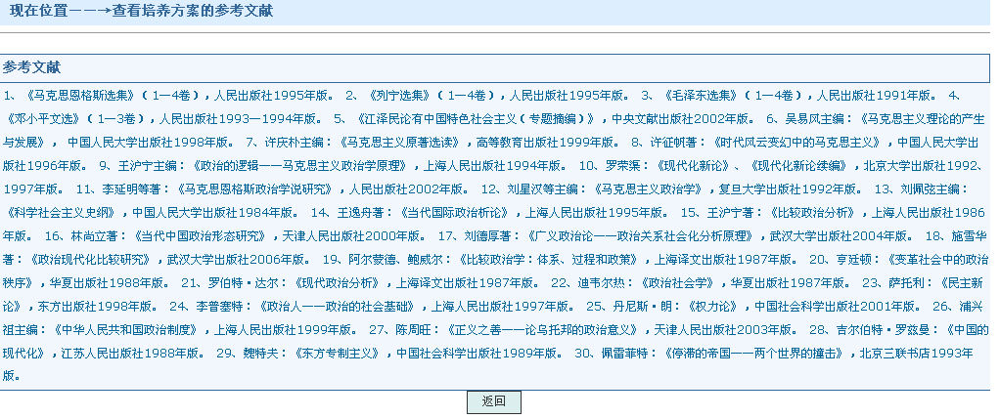 现在位置——→查看培养方案的参考文献
参考文献
1、《马克思恩格斯选集》（1—4卷），人民出版社1995年版。 2、《列宁选集》（1—4卷），人民出版社1995年版。 3、《毛泽东选集》（1—4卷），人民出版社1991年版。 4、
《邓小平文选》（1—3卷），人民出版社1993—1994年版。 5、《江泽民论有中国特色社会主义（专题摘编）》，中央文献出版社2002年版。 6、吴易风主编：《马克思主义理论的产生
与发展》， 中国人民大学出版社1998年版。 7、许庆朴主编：《马克思主义原著选读》，高等教育出版社1999年版。 8、许征帆著：《时代风云变幻中的马克思主义》，中国人民大学出
版社1996年版。 9、王沪宁主编：《政治的逻辑——马克思主义政治学原理》，上海人民出版社1994年版。 10、罗荣渠：《现代化新论》、《现代化新论续编》，北京大学出版社1992、
1997年版。 11、李延明等著：《马克思恩格斯政治学说研究》，人民出版社2002年版。 12、刘星汉等主编：《马克思主义政治学》，复旦大学出版社1992年版。 13、刘佩弦主编：
《科学社会主义史纲》，中国人民大学出版社1984年版。 14、王逸舟著：《当代国际政治析论》，上海人民出版社1995年版。 15、王沪宁著：《比较政治分析》，上海人民出版社1986
年版。 16、林尚立著：《当代中国政治形态研究》，天津人民出版社2000年版。 17、刘德厚著：《广义政治论——政治关系社会化分析原理》，武汉大学出版社2004年版。 18、施雪华
著：《政治现代化比较研究》，武汉大学出版社2006年版。 19、阿尔蒙德、鲍威尔：《比较政治学：体系、过程和政策》，上海译文出版社1987年版。 20、亨廷顿：《变革社会中的政治
秩序》，华夏出版社1988年版。 21、罗伯特·达尔：《现代政治分析》，上海译文出版社1987年版。 22、迪韦尔热：《政治社会学》，华夏出版社1987年版。 23、萨托利：《民主新
论》，东方出版社1998年版。 24、李普塞特：《政治人——政治的社会基础》，上海人民出版社1997年版。 25、丹尼斯·朗：《权力论》，中国社会科学出版社2001年版。 26、浦兴
祖主编：《中华人民共和国政治制度》，上海人民出版社1999年版。 27、陈周旺：《正义之善——论乌托邦的政治意义》，天津人民出版社2003年版。 28、吉尔伯特·罗兹曼：《中国的
现代化》，江苏人民出版社1988年版。 29、魏特夫：《东方专制主义》，中国社会科学出版社1989年版。 30、佩雷菲特：《停滞的帝国——两个世界的撞击》，北京三联书店1993年
版。
返回